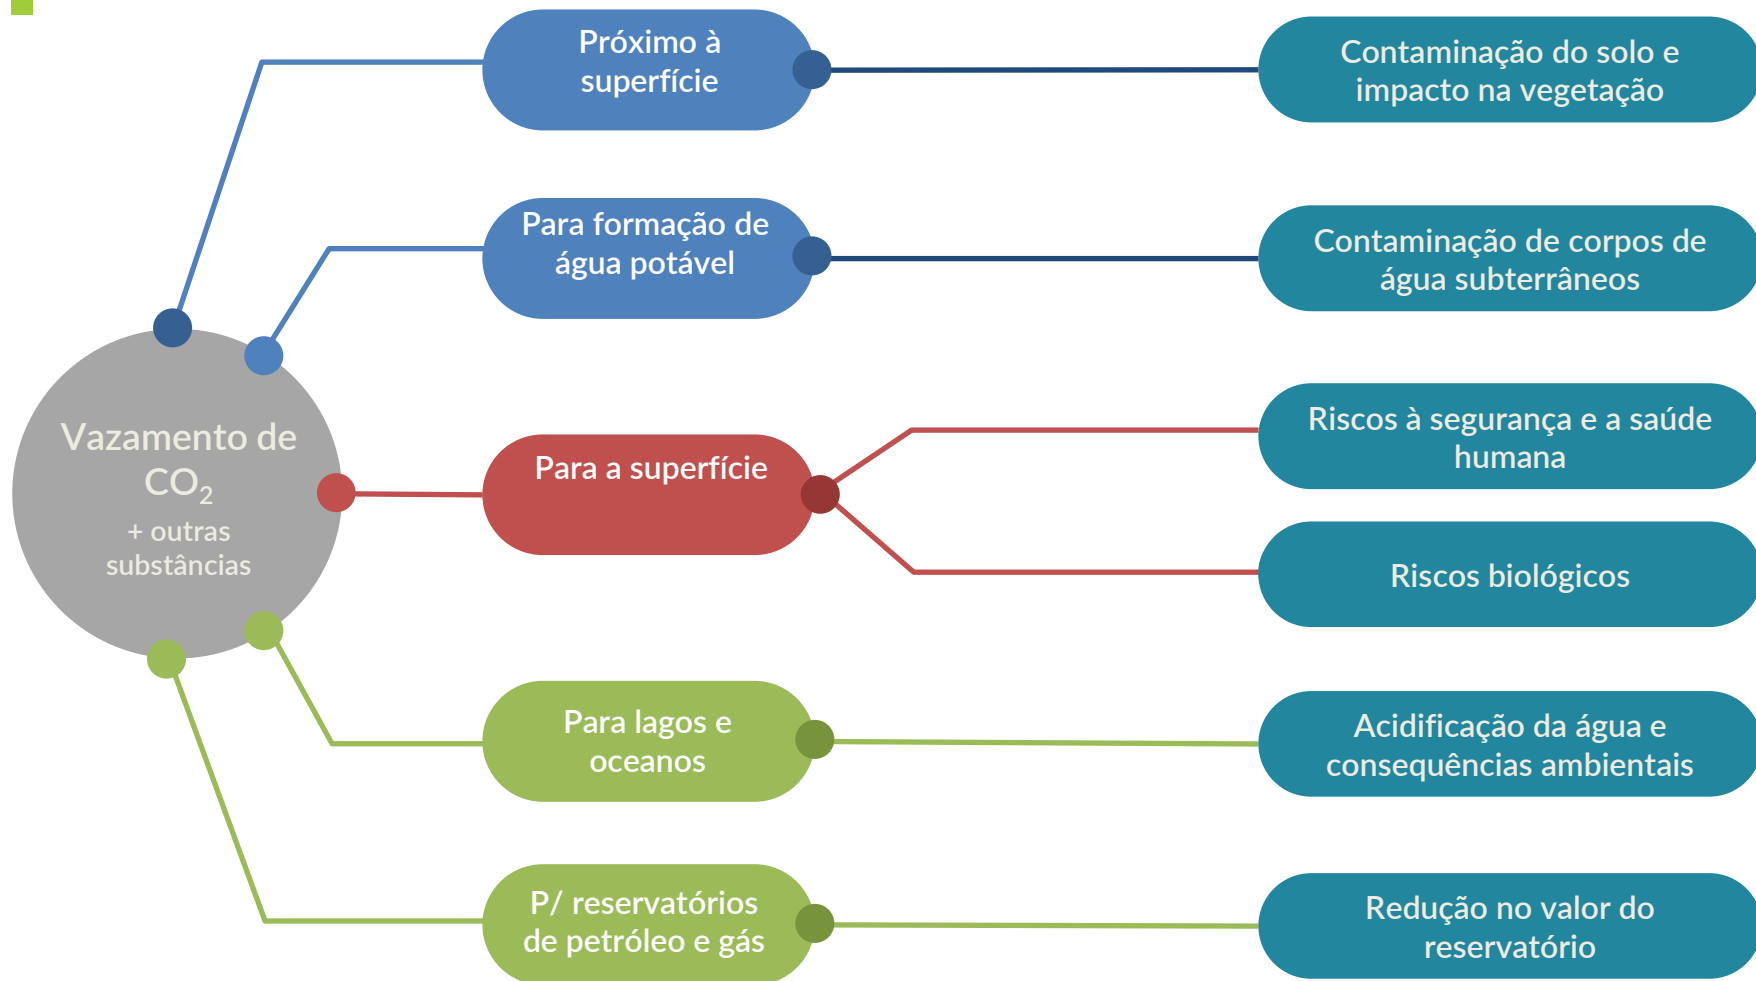 Próximo à
superfície
Contaminação do solo e
impacto na vegetação
Para formação de
água potável
Contaminação de corpos de
água subterrâneos
Vazamento de
CO₂
+ outras
substâncias
Para a superfície
Riscos à segurança e a saúde
humana
Riscos biológicos
Para lagos e
oceanos
Acidificação da água e
consequências ambientais
P/ reservatórios
de petróleo e gás
Redução no valor do
reservatório